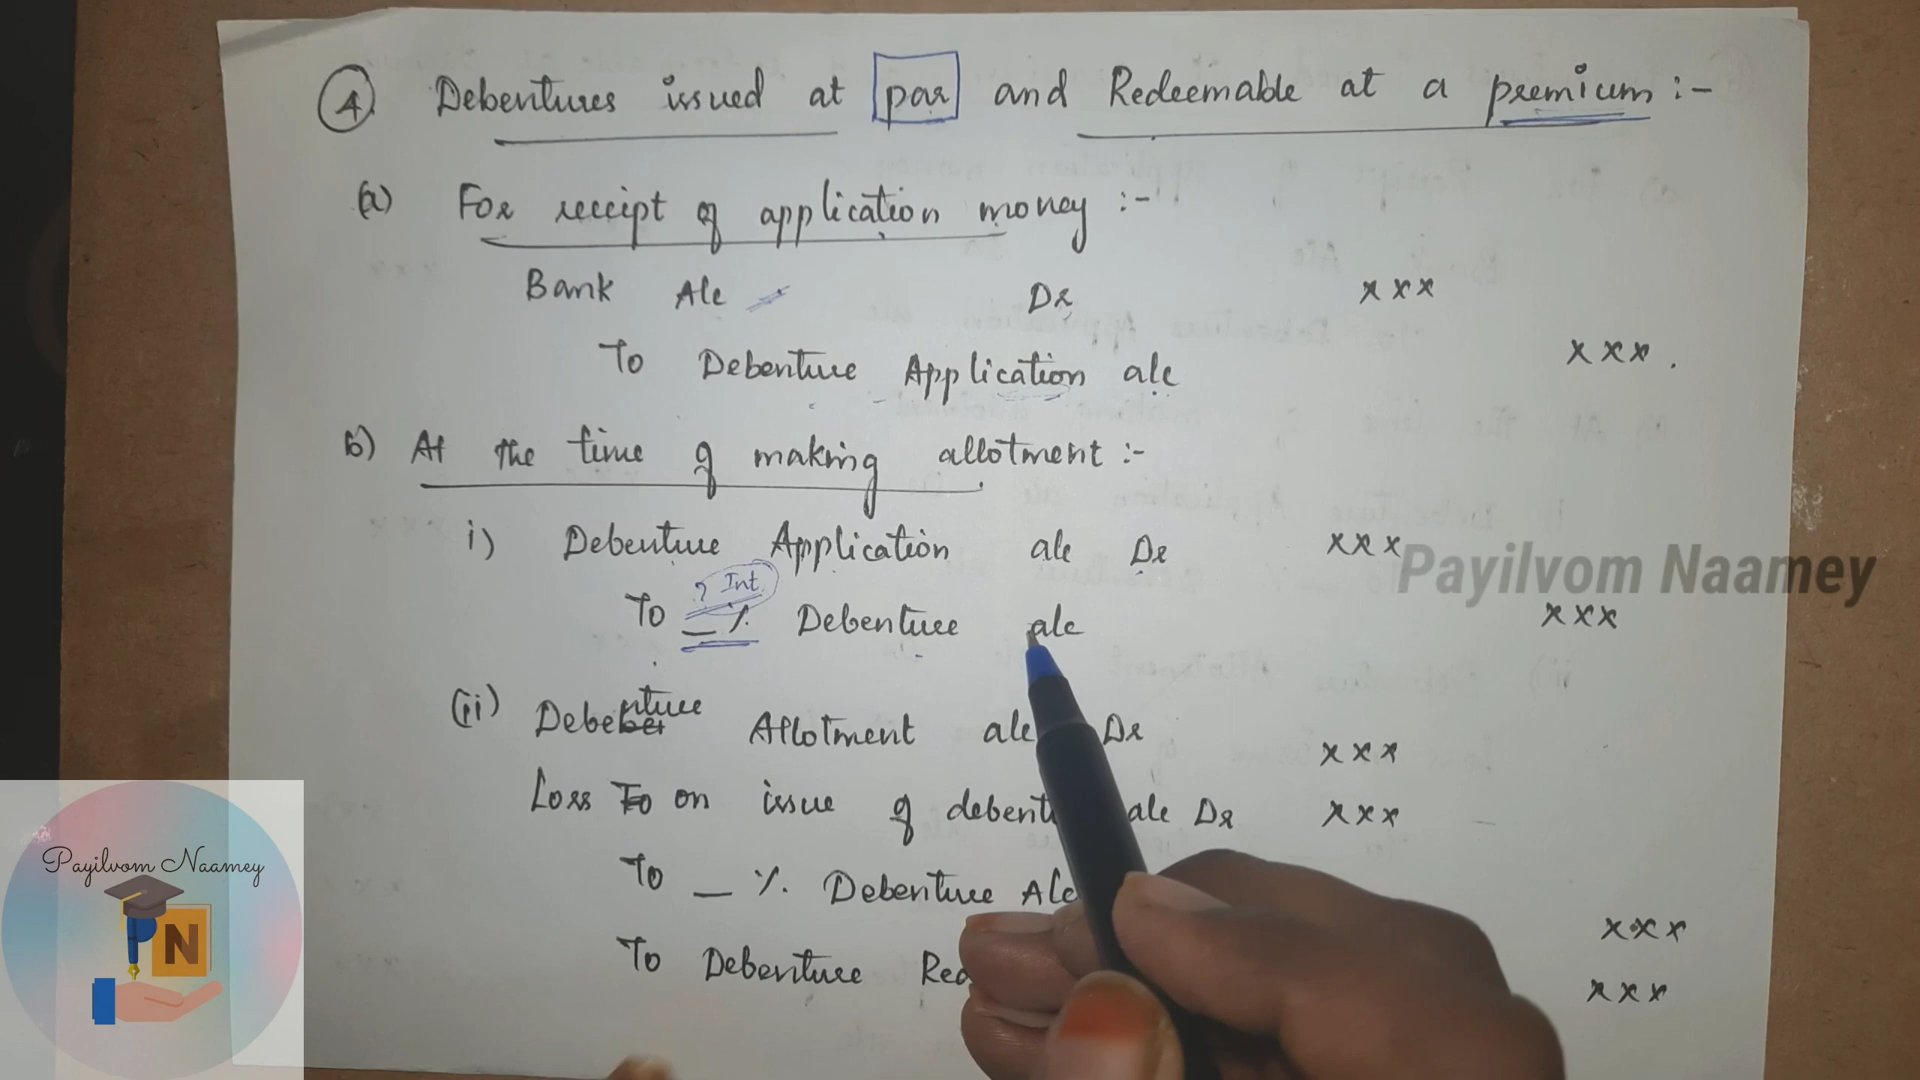 4. Debentures issued at par and Redeemable at a premium :-
(a) For receipt of application money :-
Bank A/c Dr xxx
To Debenture Application a/c xxx.
b) At the time of making allotment :-
i) Debenture Application a/c Dr xxx
? Int
To _ % Debenture a/c xxx
(ii) Debenture Allotment a/c Dr xxx
Loss on issue of a/c Dr xxx
To _ % Debenture A/c xxx
To Debenture xxx
Payilvom Naamey
Payilvom Naamey
PN